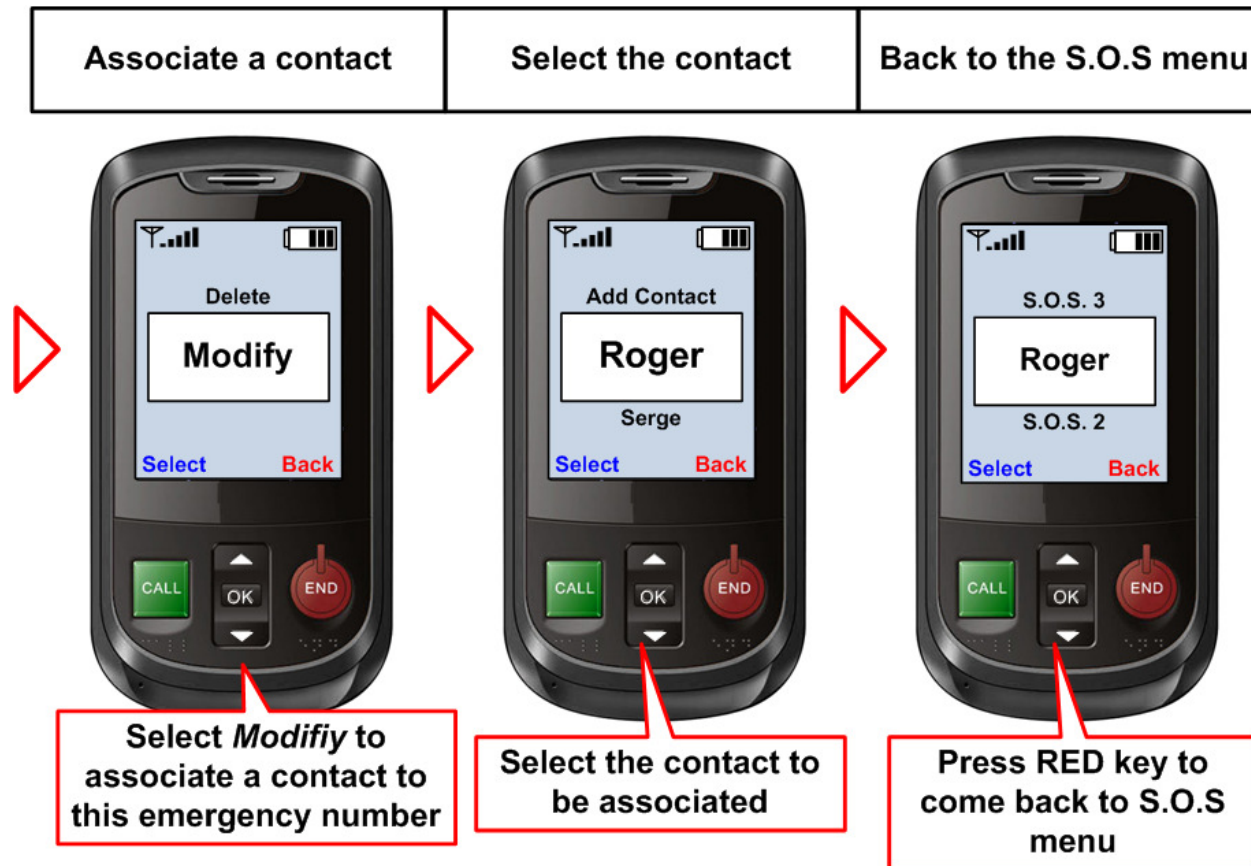 Associate a contact
Select the contact
Back to the S.O.S menu
Delete
Modify
Select Back
CALL
OK
END
Select Modifiy to
associate a contact to
this emergency number
Add Contact
Roger
Serge
Select Back
CALL
OK
END
Select the contact to
be associated
S.O.S. 3
Roger
S.O.S. 2
Select Back
CALL
OK
END
Press RED key to
come back to S.O.S
menu